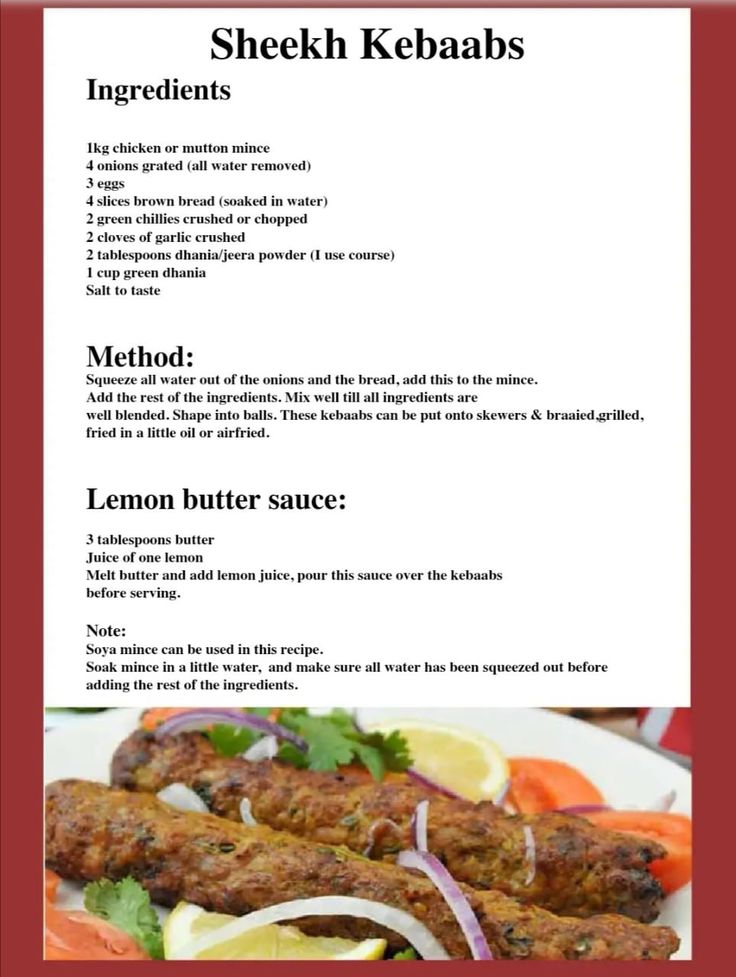 Sheekh Kebaabs
Ingredients
1kg chicken or mutton mince
4 onions grated (all water removed)
3 eggs
4 slices brown bread (soaked in water)
2 green chillies crushed or chopped
2 cloves of garlic crushed
2 tablespoons dhania/jeera powder (I use course)
1 cup green dhania
Salt to taste
Method:
Squeeze all water out of the onions and the bread, add this to the mince.
Add the rest of the ingredients. Mix well till all ingredients are
well blended. Shape into balls. These kebaabs can be put onto skewers & braaied,grilled,
fried in a little oil or airfried.
Lemon butter sauce:
3 tablespoons butter
Juice of one lemon
Melt butter and add lemon juice, pour this sauce over the kebaabs
before serving.
Note:
Soya mince can be used in this recipe.
Soak mince in a little water,  and make sure all water has been squeezed out before
adding the rest of the ingredients.